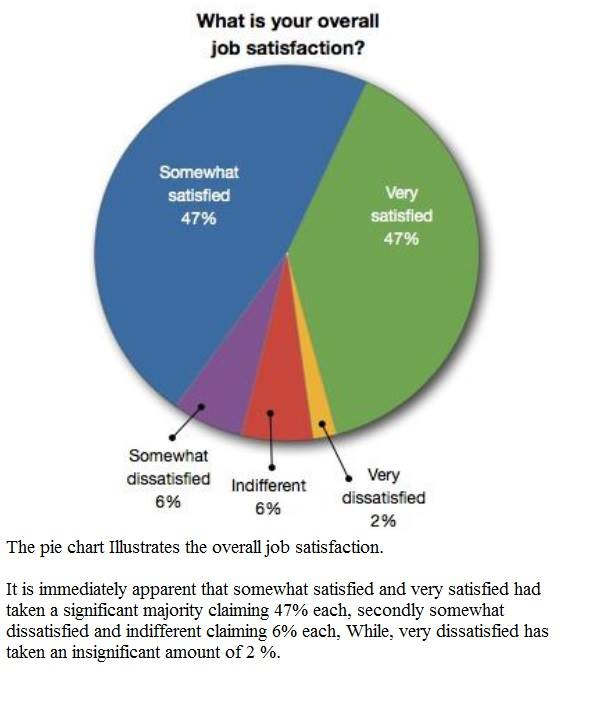 What is your overall
job satisfaction?
Somewhat
satisfied
47%
Very
satisfied
47%
Somewhat
dissatisfied
6%
Indifferent
6%
Very
dissatisfied
2%
The pie chart Illustrates the overall job satisfaction.
It is immediately apparent that somewhat satisfied and very satisfied had
taken a significant majority claiming 47% each, secondly somewhat
dissatisfied and indifferent claiming 6% each, While, very dissatisfied has
taken an insignificant amount of 2 %.